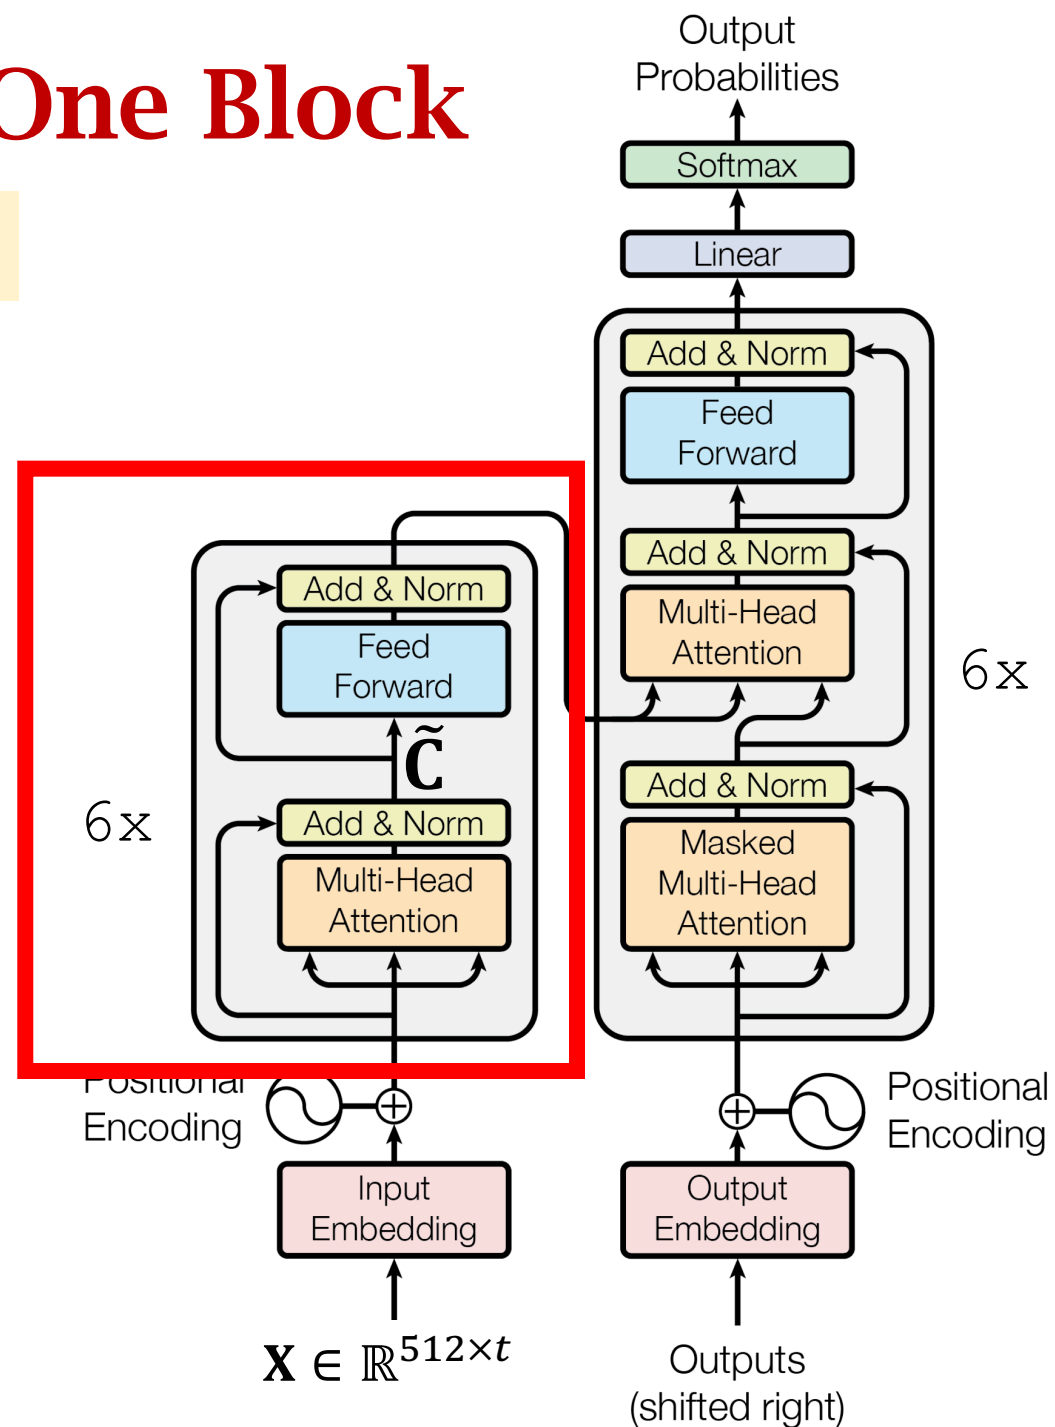 One Block
Output
Probabilities
Softmax
Linear
Add & Norm
Feed
Forward
Add & Norm
Multi-Head
Attention
6x
Add & Norm
Masked
Multi-Head
Attention
Positional
Encoding
Output
Embedding
Outputs
(shifted right)
Add & Norm
Feed
Forward
C̃
6x
Add & Norm
Multi-Head
Attention
Positional
Encoding
Input
Embedding
X ∈ ℝ^{512×t}